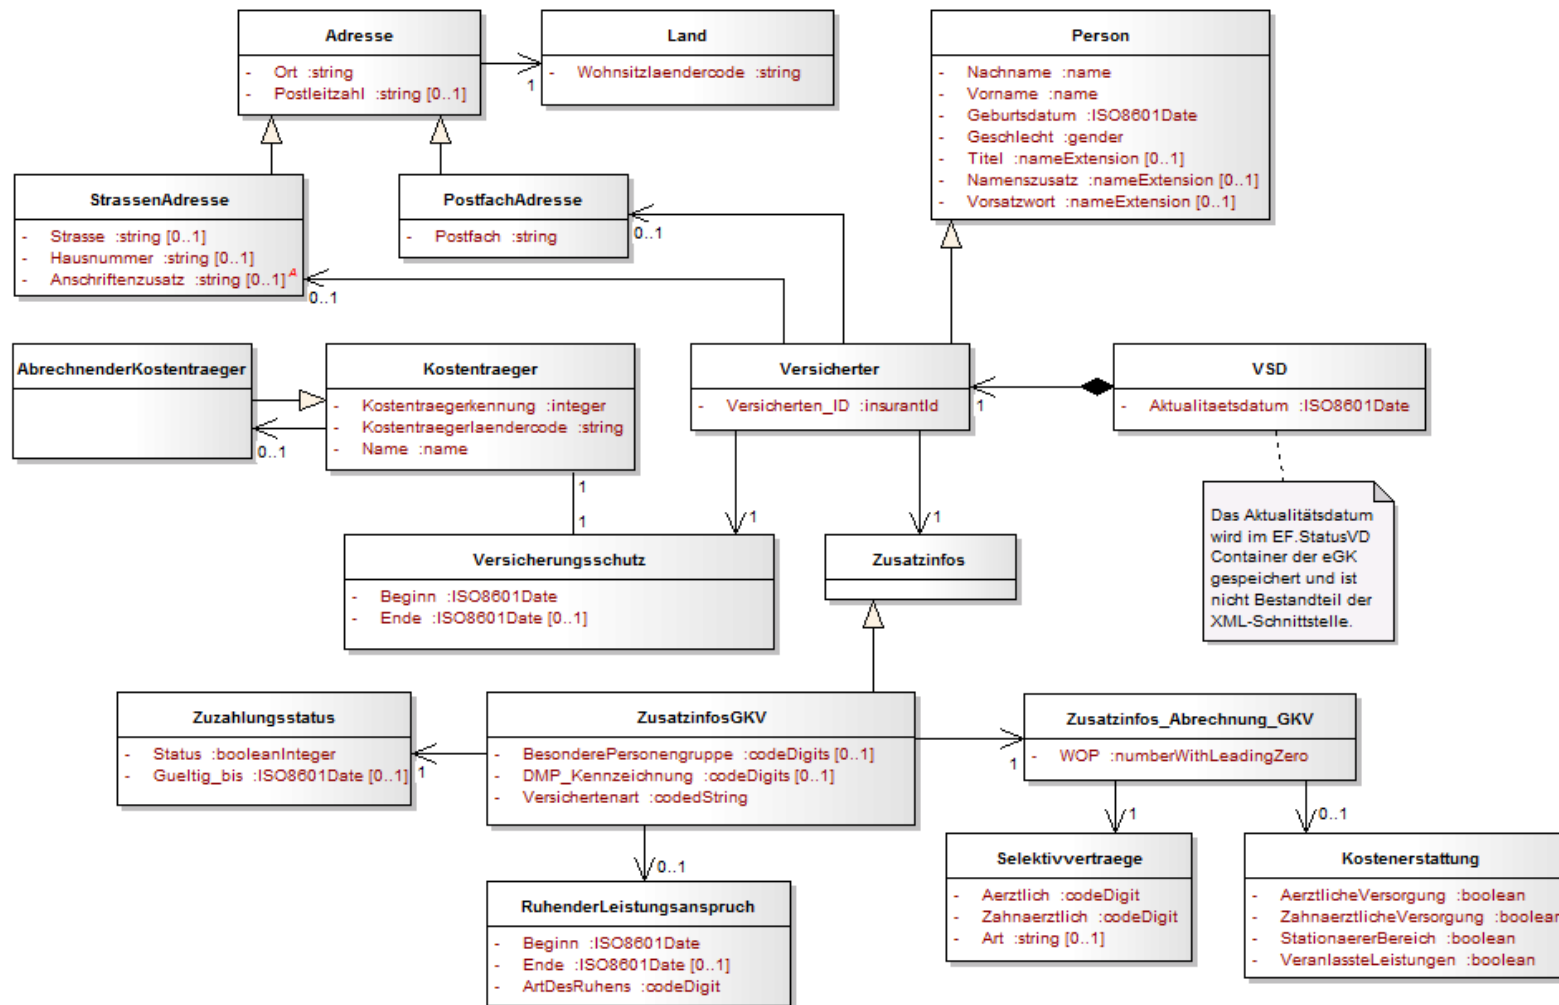 Adresse
- Ort :string
- Postleitzahl :string [0..1]
1
Land
- Wohnsitzlaendercode :string
Person
- Nachname :name
- Vorname :name
- Geburtsdatum :ISO8601Date
- Geschlecht :gender
- Titel :nameExtension [0..1]
- Namenszusatz :nameExtension [0..1]
- Vorsatzwort :nameExtension [0..1]
StrassenAdresse
- Strasse :string [0..1]
- Hausnummer :string [0..1]
- Anschriftenzusatz :string [0..1] A
0..1
PostfachAdresse
- Postfach :string
0..1
AbrechnenderKostentraeger
0..1
Kostentraeger
- Kostentraegerkennung :integer
- Kostentraegerlaendercode :string
- Name :name
1
1
Versicherter
- Versicherten_ID :insurantId
1
VSD
- Aktualitaetsdatum :ISO8601Date
Das Aktualitätsdatum
wird im EF.StatusVD
Container der eGK
gespeichert und ist
nicht Bestandteil der
XML-Schnittstelle.
1
1
Versicherungsschutz
- Beginn :ISO8601Date
- Ende :ISO8601Date [0..1]
Zusatzinfos
Zuzahlungsstatus
- Status :booleanInteger
- Gueltig_bis :ISO8601Date [0..1]
1
ZusatzinfosGKV
- BesonderePersonengruppe :codeDigits [0..1]
- DMP_Kennzeichnung :codeDigits [0..1]
- Versichertenart :codedString
1
Zusatzinfos_Abrechnung_GKV
- WOP :numberWithLeadingZero
0..1
1
0..1
RuhenderLeistungsanspruch
- Beginn :ISO8601Date
- Ende :ISO8601Date [0..1]
- ArtDesRuhens :codeDigit
Selektivvertraege
- Aerztlich :codeDigit
- Zahnaerztlich :codeDigit
- Art :string [0..1]
Kostenerstattung
- AerztlicheVersorgung :boolean
- ZahnaerztlicheVersorgung :boolean
- StationaererBereich :boolean
- VeranlassteLeistungen :boolean